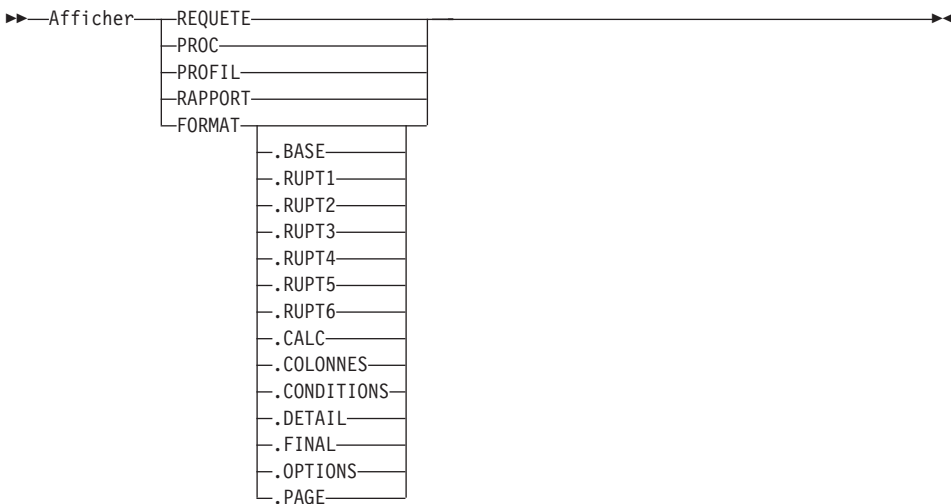 Afficher REQUETE
PROC
PROFIL
RAPPORT
FORMAT
.BASE
.RUPT1
.RUPT2
.RUPT3
.RUPT4
.RUPT5
.RUPT6
.CALC
.COLONNES
.CONDITIONS
.DETAIL
.FINAL
.OPTIONS
.PAGE